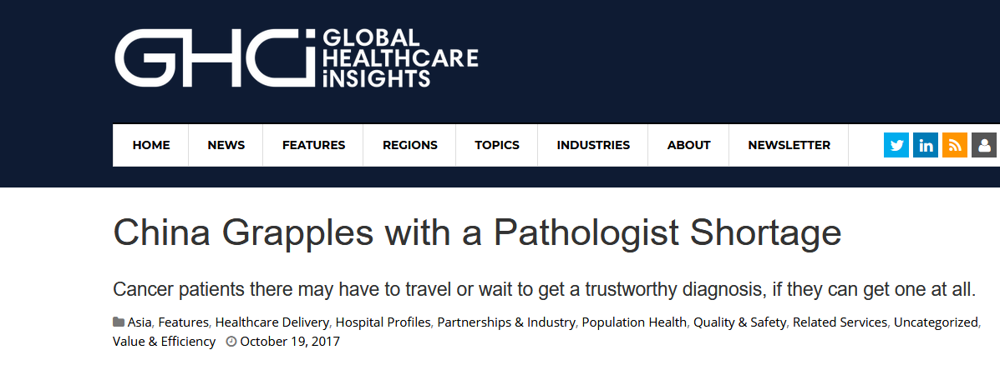 GHCi GLOBAL
HEALTHCARE
iNSIGHTS
HOME NEWS FEATURES REGIONS TOPICS INDUSTRIES ABOUT NEWSLETTER
China Grapples with a Pathologist Shortage
Cancer patients there may have to travel or wait to get a trustworthy diagnosis, if they can get one at all.
Asia, Features, Healthcare Delivery, Hospital Profiles, Partnerships & Industry, Population Health, Quality & Safety, Related Services, Uncategorized,
Value & Efficiency October 19, 2017